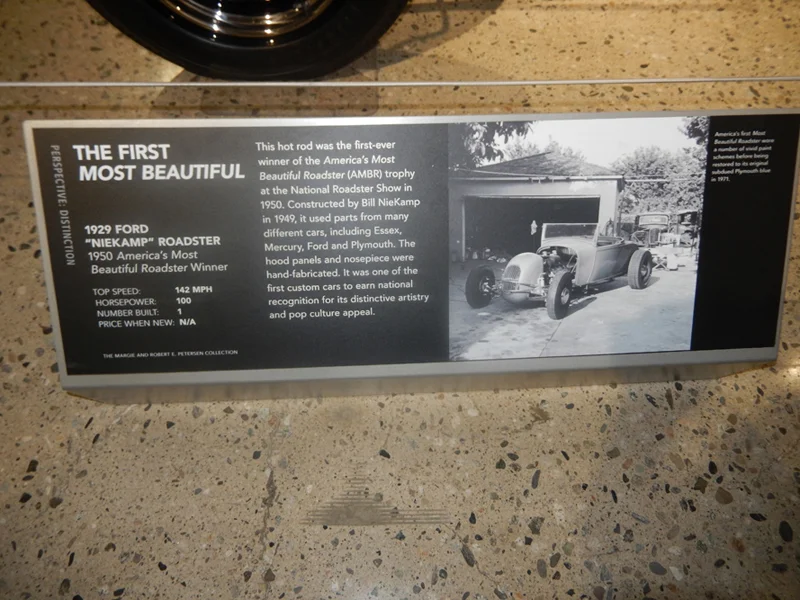 PERSPECTIVE: DISTINCTION
THE FIRST
MOST BEAUTIFUL
1929 FORD
"NIEKAMP" ROADSTER
1950 America's Most
Beautiful Roadster Winner
TOP SPEED: 142 MPH
HORSEPOWER: 100
NUMBER BUILT: 1
PRICE WHEN NEW: N/A
THE MARGIE AND ROBERT E. PETERSEN COLLECTION
This hot rod was the first-ever
winner of the America's Most
Beautiful Roadster (AMBR) trophy
at the National Roadster Show in
1950. Constructed by Bill NieKamp
in 1949, it used parts from many
different cars, including Essex,
Mercury, Ford and Plymouth. The
hood panels and nosepiece were
hand-fabricated. It was one of the
first custom cars to earn national
recognition for its distinctive artistry
and pop culture appeal.
America's first Most
Beautiful Roadster wore
a number of vivid paint
schemes before being
restored to its original
subdued Plymouth blue
in 1971.